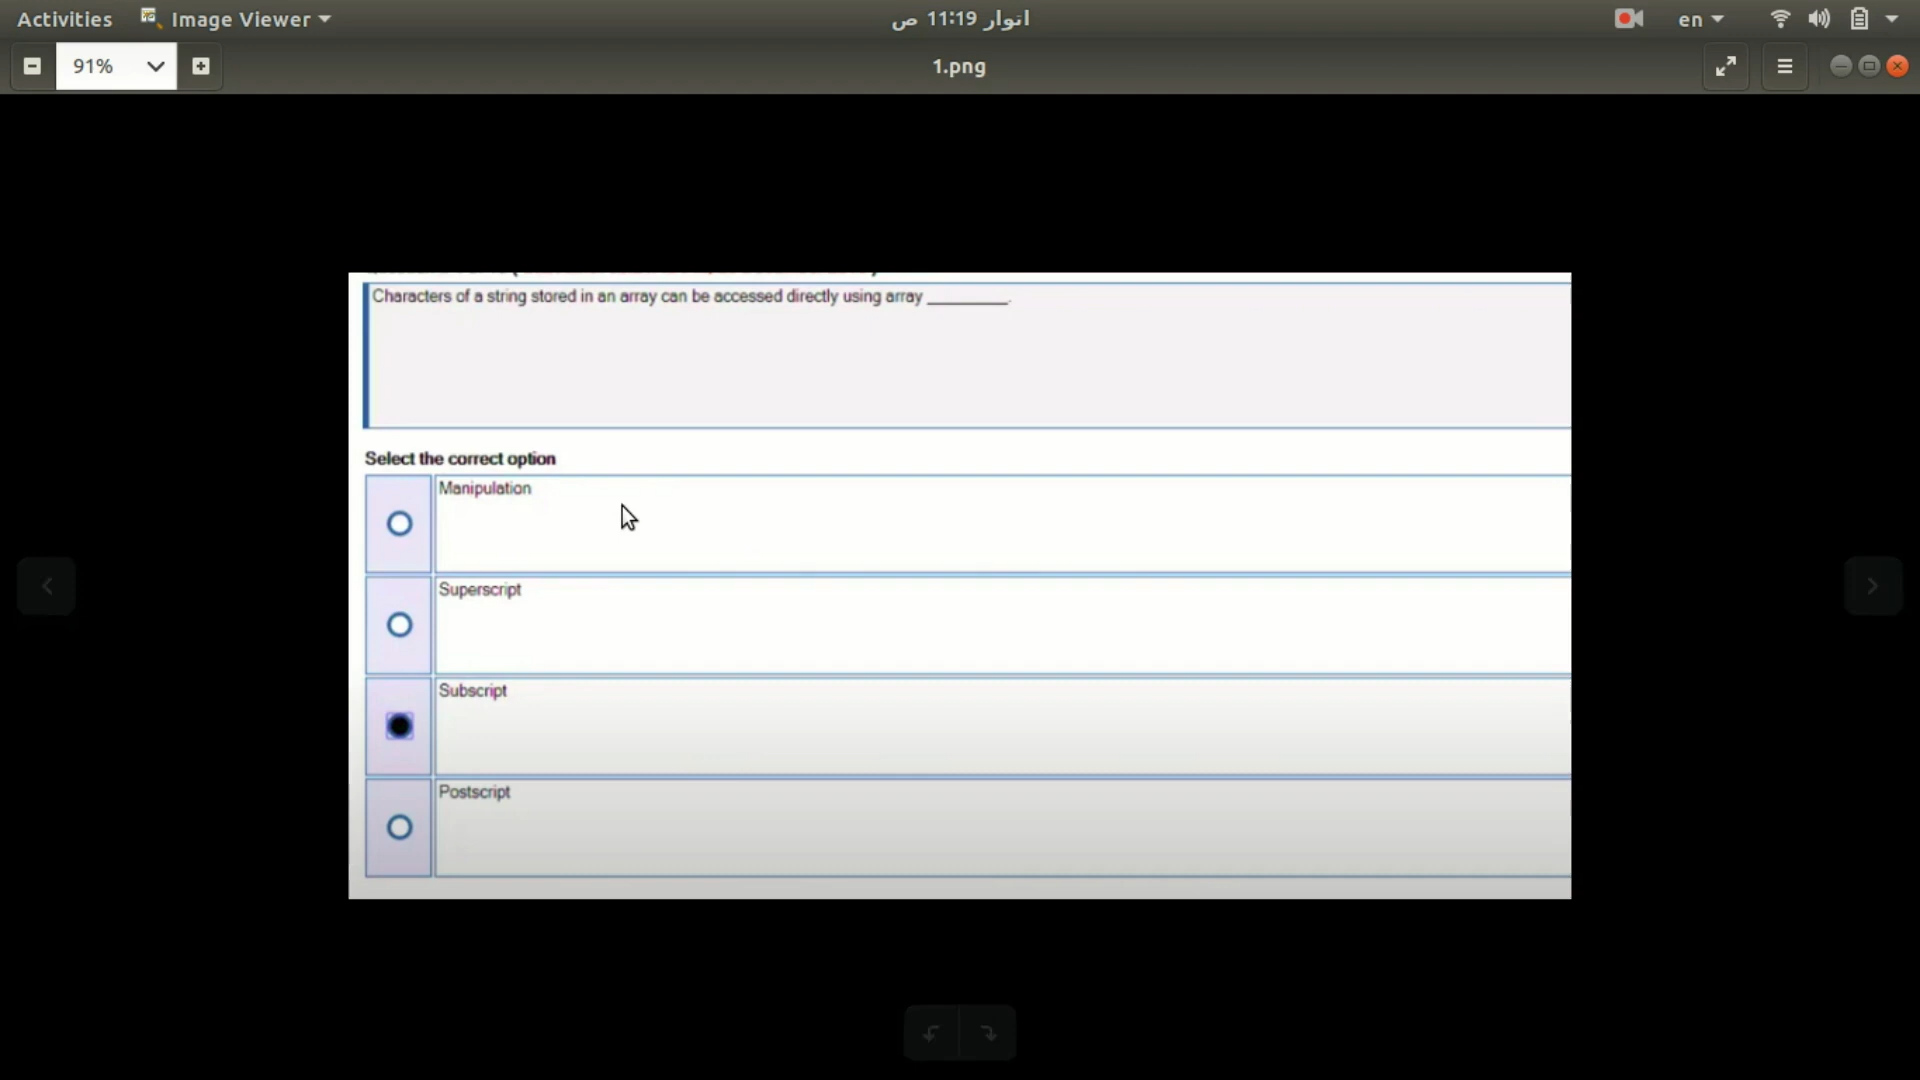 Activities Image Viewer اتوار 11:19 ص en
91% 1.png
Characters of a string stored in an array can be accessed directly using array ________.
Select the correct option
Manipulation
Superscript
Subscript
Postscript